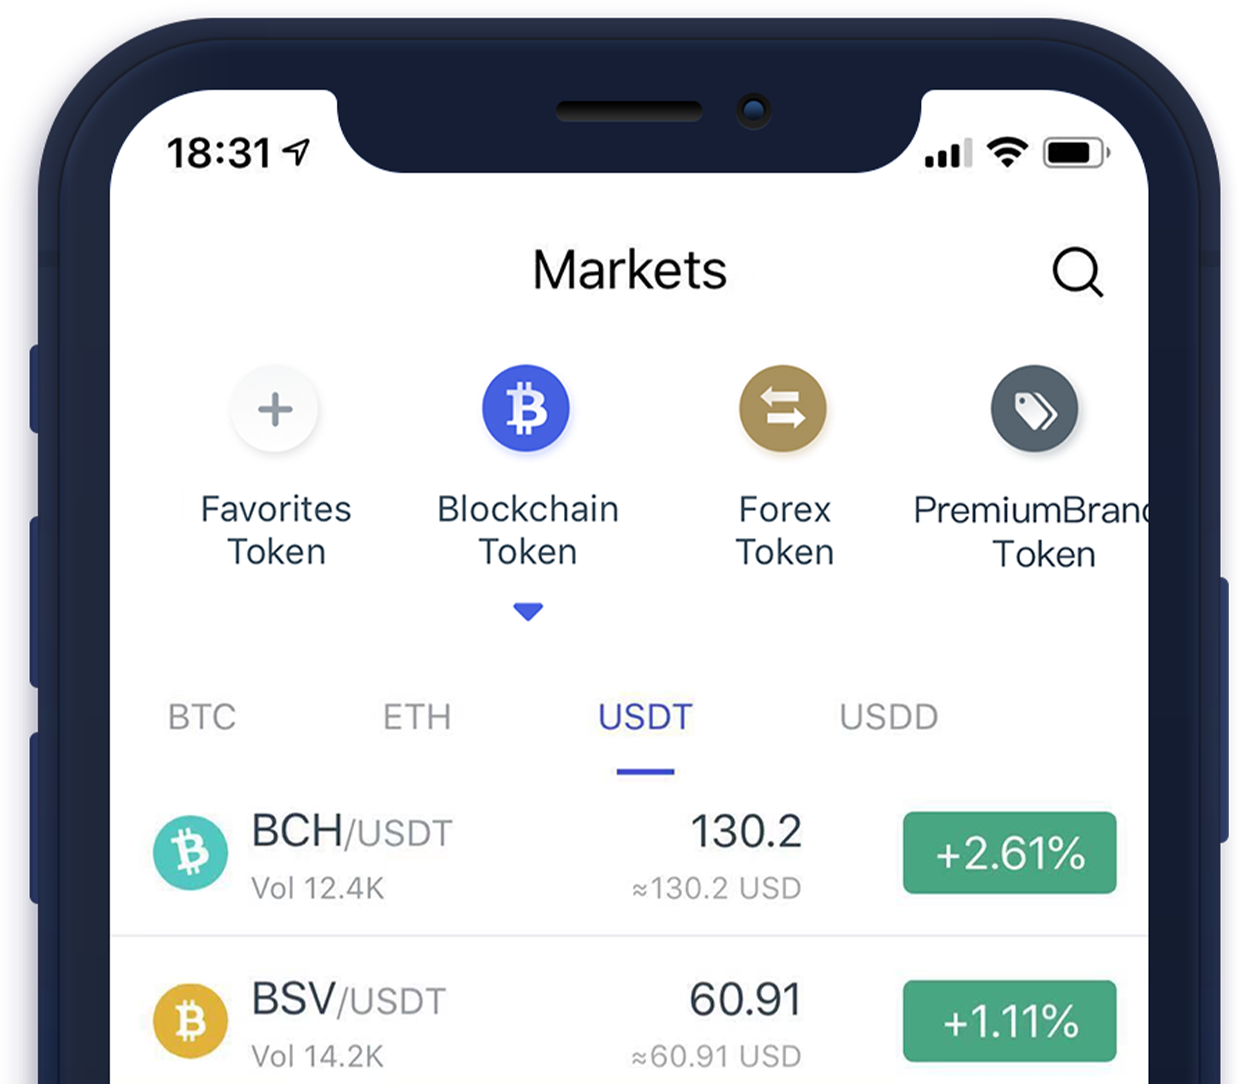 18:31
Markets
Favorites
Token
Blockchain
Token
Forex
Token
PremiumBrand
Token
BTC ETH USDT USDD
BCH/USDT 130.2 +2.61%
Vol 12.4K ≈130.2 USD
BSV/USDT 60.91 +1.11%
Vol 14.2K ≈60.91 USD